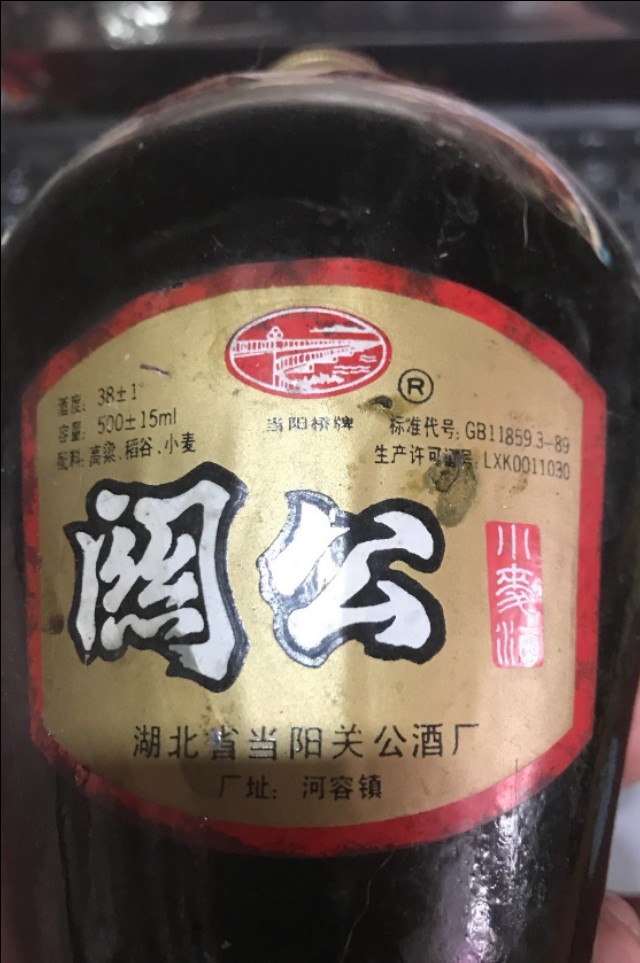 ®
酒度: 38±1°
容量: 500±15ml
配料: 高粱、稻谷、小麦
当阳桥牌
标准代号: GB11859.3-89
生产许可证号: LXK0011030
関公
小麦酒
湖北省当阳关公酒厂
厂址: 河容镇